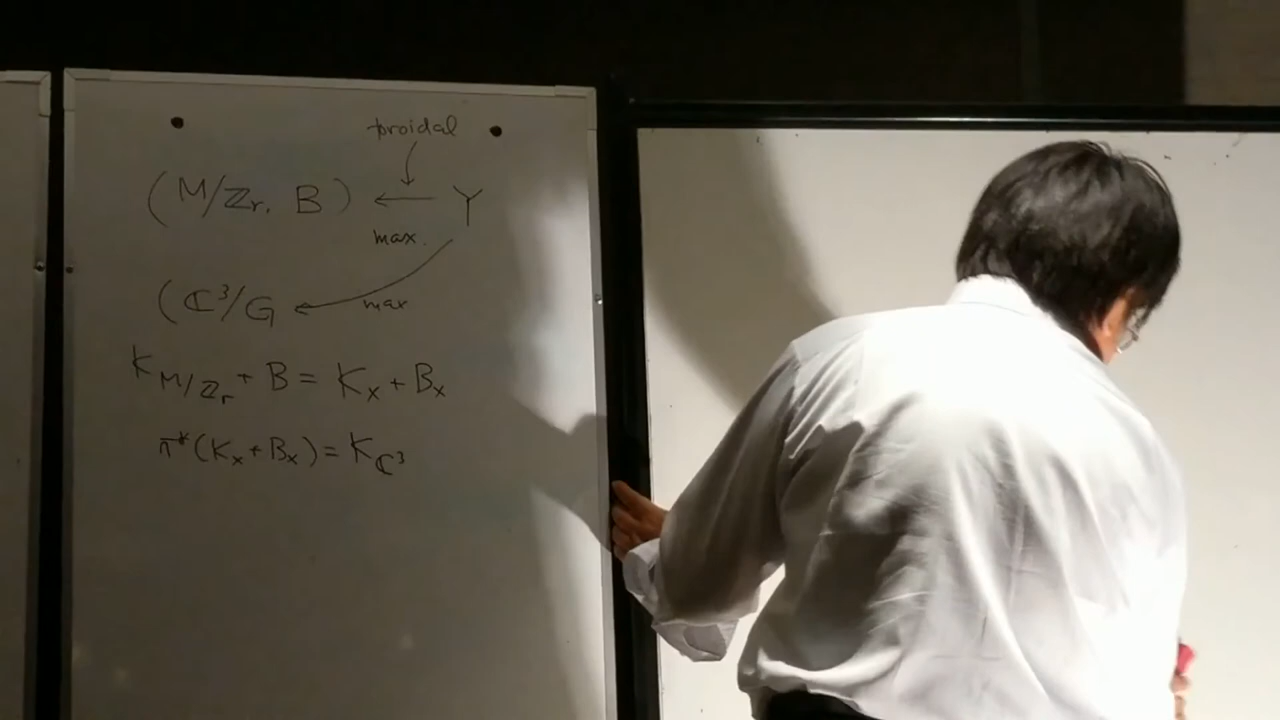 toroidal
(M/ℤr, B) ← Y
max.
(ℂ³/G ← max
K_{M/ℤ_r} + B = K_x + B_x
π*(K_x + B_x) = K_{ℂ³}